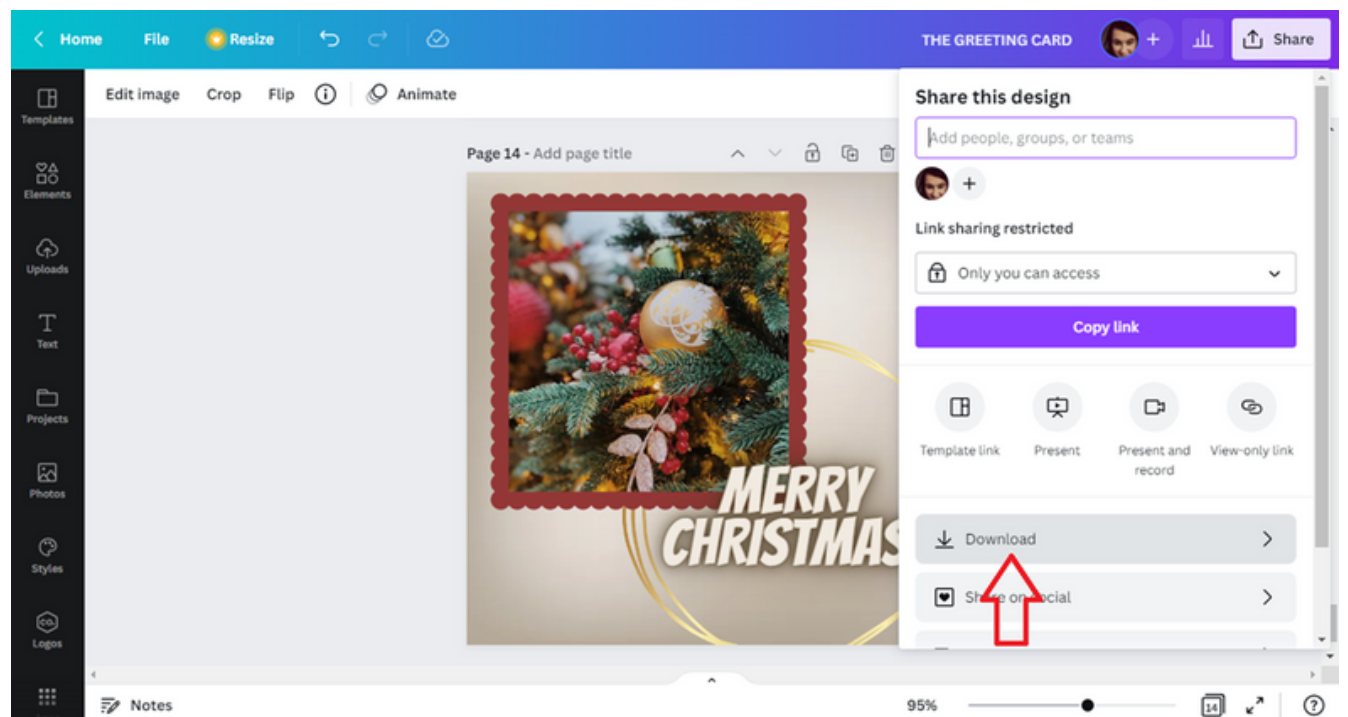 Home File Resize THE GREETING CARD + Share
Edit image Crop Flip Animate
Templates
Elements
Uploads
Text
Projects
Photos
Styles
CO.
Logos
Page 14 - Add page title
MERRY
CHRISTMAS
Share this design
Add people, groups, or teams
+
Link sharing restricted
Only you can access
Copy link
Template link Present Present and record View-only link
Download
Share on social
Notes 95% 14 ?